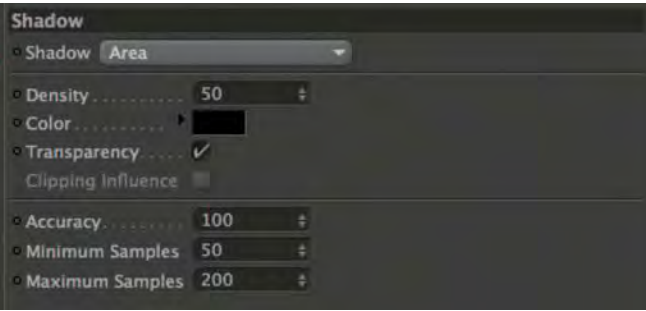 Shadow
Shadow Area
Density . . . . . . . . . . 50
Color . . . . . . . . . .
Transparency . . . . .
Clipping Influence
Accuracy . . . . . . . . . 100
Minimum Samples 50
Maximum Samples 200